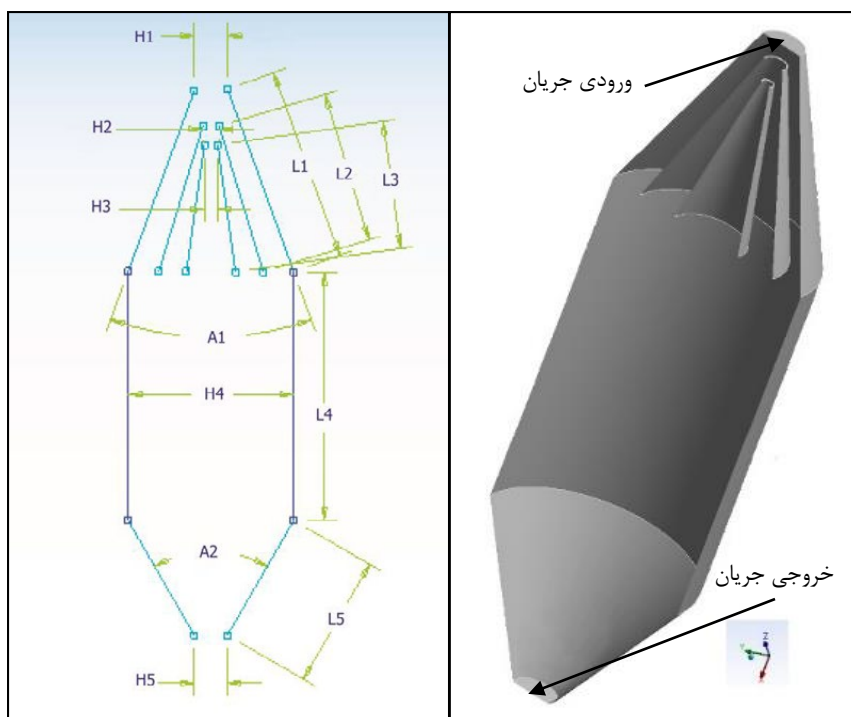 H1
H2
H3
L1
L2
L3
A1
H4
L4
A2
L5
H5
ورودی جریان
خروجی جریان
Z
Y
X